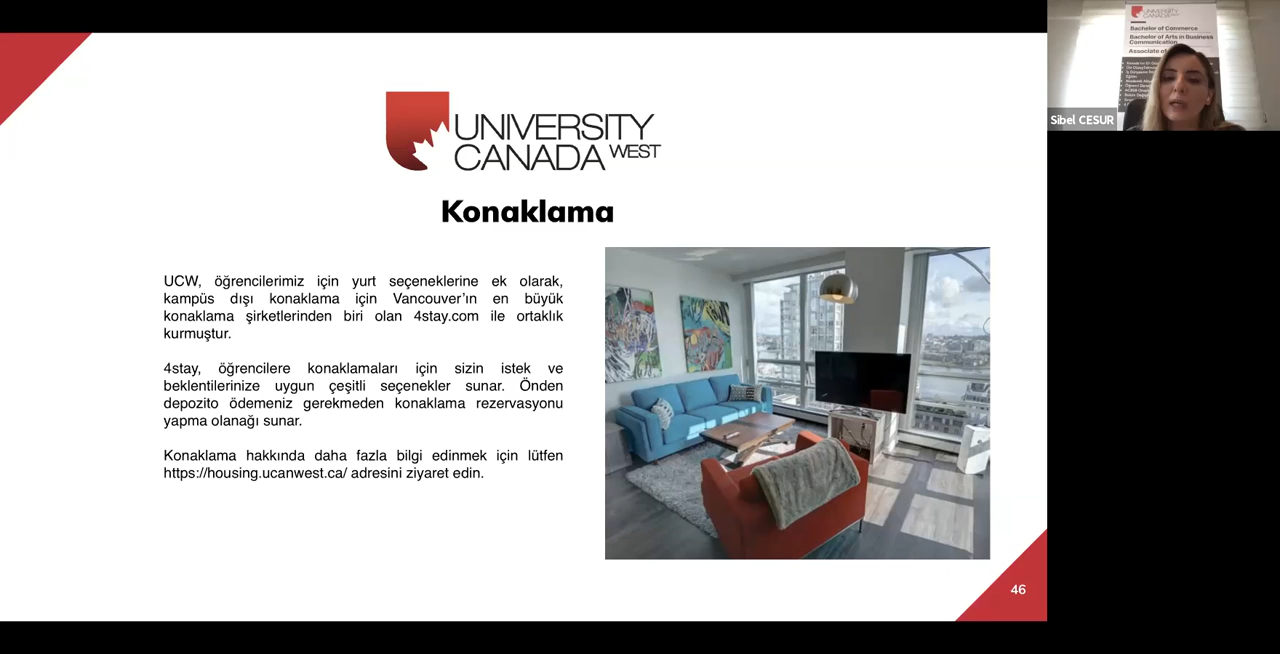 UNIVERSITY
CANADA WEST
Konaklama
UCW, öğrencilerimiz için yurt seçeneklerine ek olarak,
kampüs dışı konaklama için Vancouver'ın en büyük
konaklama şirketlerinden biri olan 4stay.com ile ortaklık
kurmuştur.
4stay, öğrencilere konaklamaları için sizin istek ve
beklentilerinize uygun çeşitli seçenekler sunar. Önden
depozito ödemeniz gerekmeden konaklama rezervasyonu
yapma olanağı sunar.
Konaklama hakkında daha fazla bilgi edinmek için lütfen
https://housing.ucanwest.ca/ adresini ziyaret edin.
46
UNIVERSITY
CANADA
Bachelor of Commerce
Bachelor of Arts in Business
Communication
Associate of
Sibel CESUR